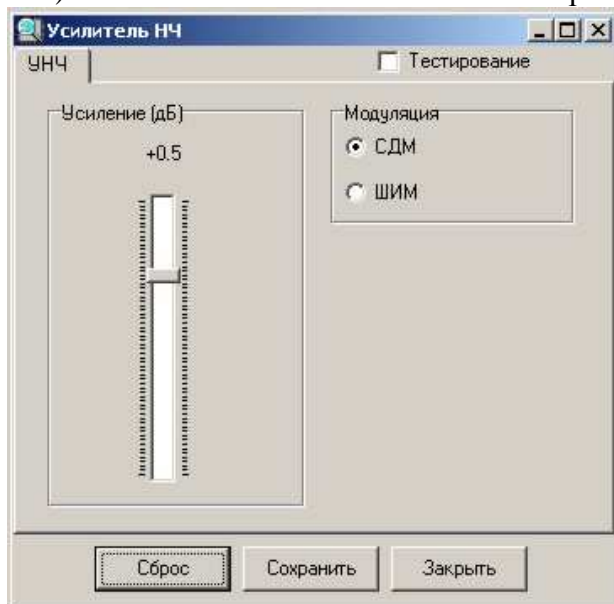 Усилитель НЧ
УНЧ
Тестирование
Усиление (дБ)
Модуляция
+0.5
СДМ
ШИМ
Сброс
Сохранить
Закрыть